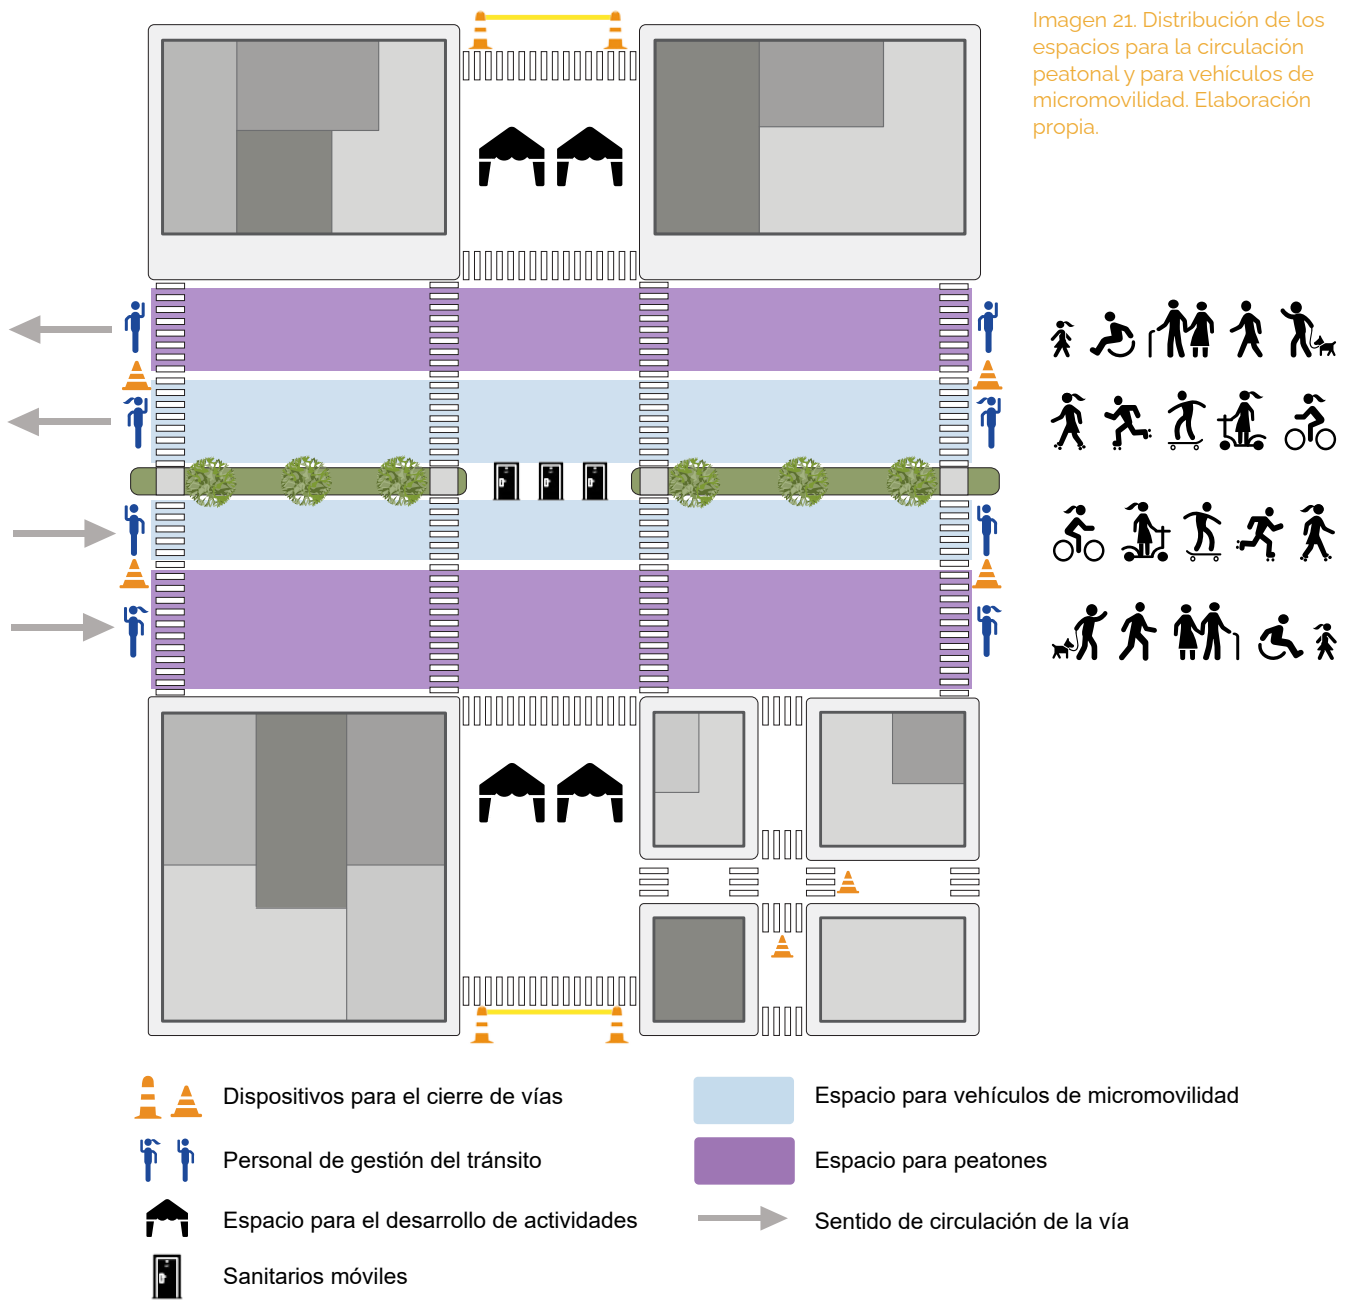 Imagen 21. Distribución de los
espacios para la circulación
peatonal y para vehículos de
micromovilidad. Elaboración
propia.
Dispositivos para el cierre de vías
Personal de gestión del tránsito
Espacio para el desarrollo de actividades
Sanitarios móviles
Espacio para vehículos de micromovilidad
Espacio para peatones
Sentido de circulación de la vía